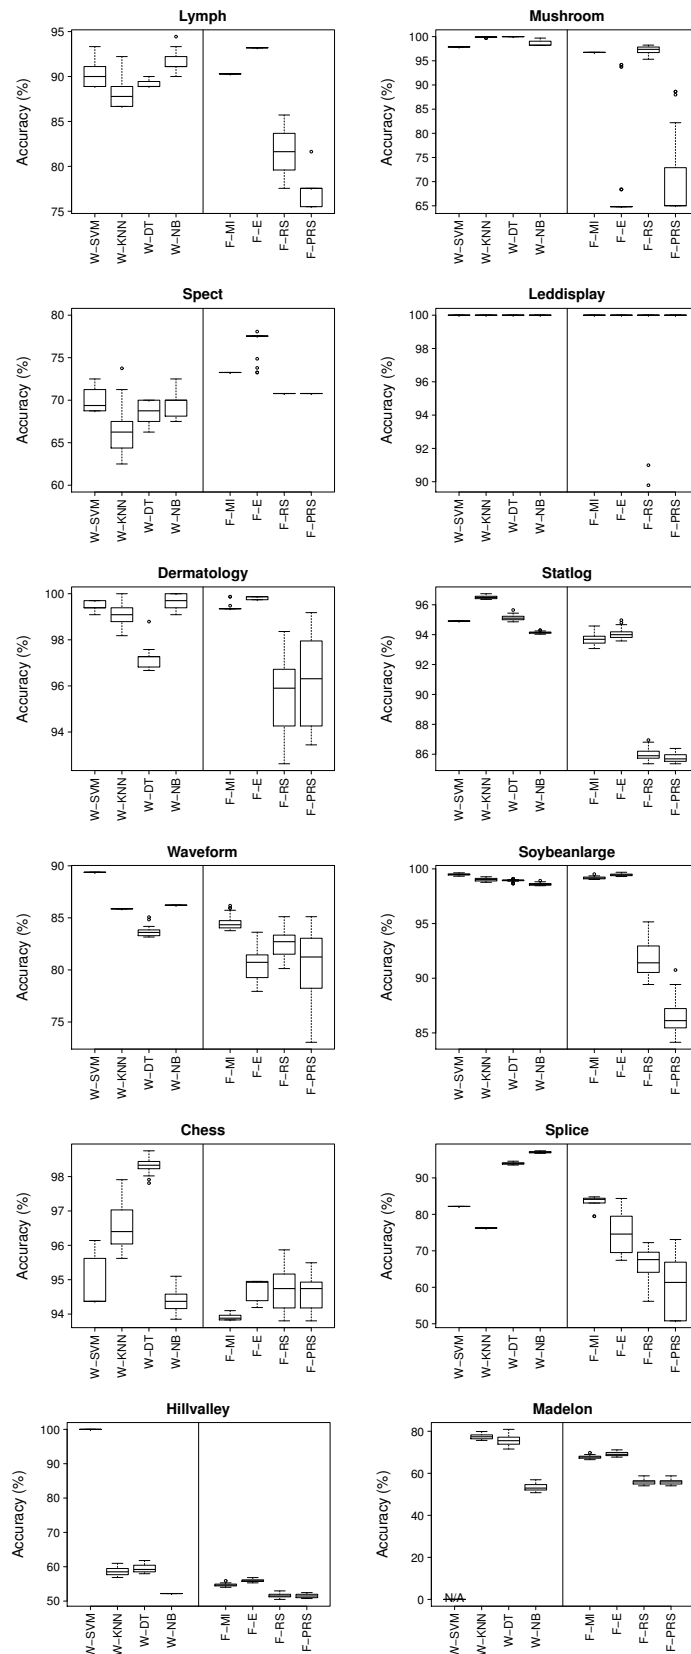 Lymph
Accuracy (%)
95
90
85
80
75
W−SVM
W−KNN
W−DT
W−NB
F−MI
F−E
F−RS
F−PRS
Mushroom
Accuracy (%)
100
95
90
85
80
75
70
65
W−SVM
W−KNN
W−DT
W−NB
F−MI
F−E
F−RS
F−PRS
Spect
Accuracy (%)
80
75
70
65
60
W−SVM
W−KNN
W−DT
W−NB
F−MI
F−E
F−RS
F−PRS
Leddisplay
Accuracy (%)
100
98
96
94
92
90
W−SVM
W−KNN
W−DT
W−NB
F−MI
F−E
F−RS
F−PRS
Dermatology
Accuracy (%)
100
98
96
94
W−SVM
W−KNN
W−DT
W−NB
F−MI
F−E
F−RS
F−PRS
Statlog
Accuracy (%)
96
94
92
90
88
86
W−SVM
W−KNN
W−DT
W−NB
F−MI
F−E
F−RS
F−PRS
Waveform
Accuracy (%)
90
85
80
75
W−SVM
W−KNN
W−DT
W−NB
F−MI
F−E
F−RS
F−PRS
Soybeanlarge
Accuracy (%)
100
95
90
85
W−SVM
W−KNN
W−DT
W−NB
F−MI
F−E
F−RS
F−PRS
Chess
Accuracy (%)
98
97
96
95
94
W−SVM
W−KNN
W−DT
W−NB
F−MI
F−E
F−RS
F−PRS
Splice
Accuracy (%)
90
80
70
60
50
W−SVM
W−KNN
W−DT
W−NB
F−MI
F−E
F−RS
F−PRS
Hillvalley
Accuracy (%)
100
90
80
70
60
50
W−SVM
W−KNN
W−DT
W−NB
F−MI
F−E
F−RS
F−PRS
Madelon
Accuracy (%)
80
60
40
20
0
N/A
W−SVM
W−KNN
W−DT
W−NB
F−MI
F−E
F−RS
F−PRS